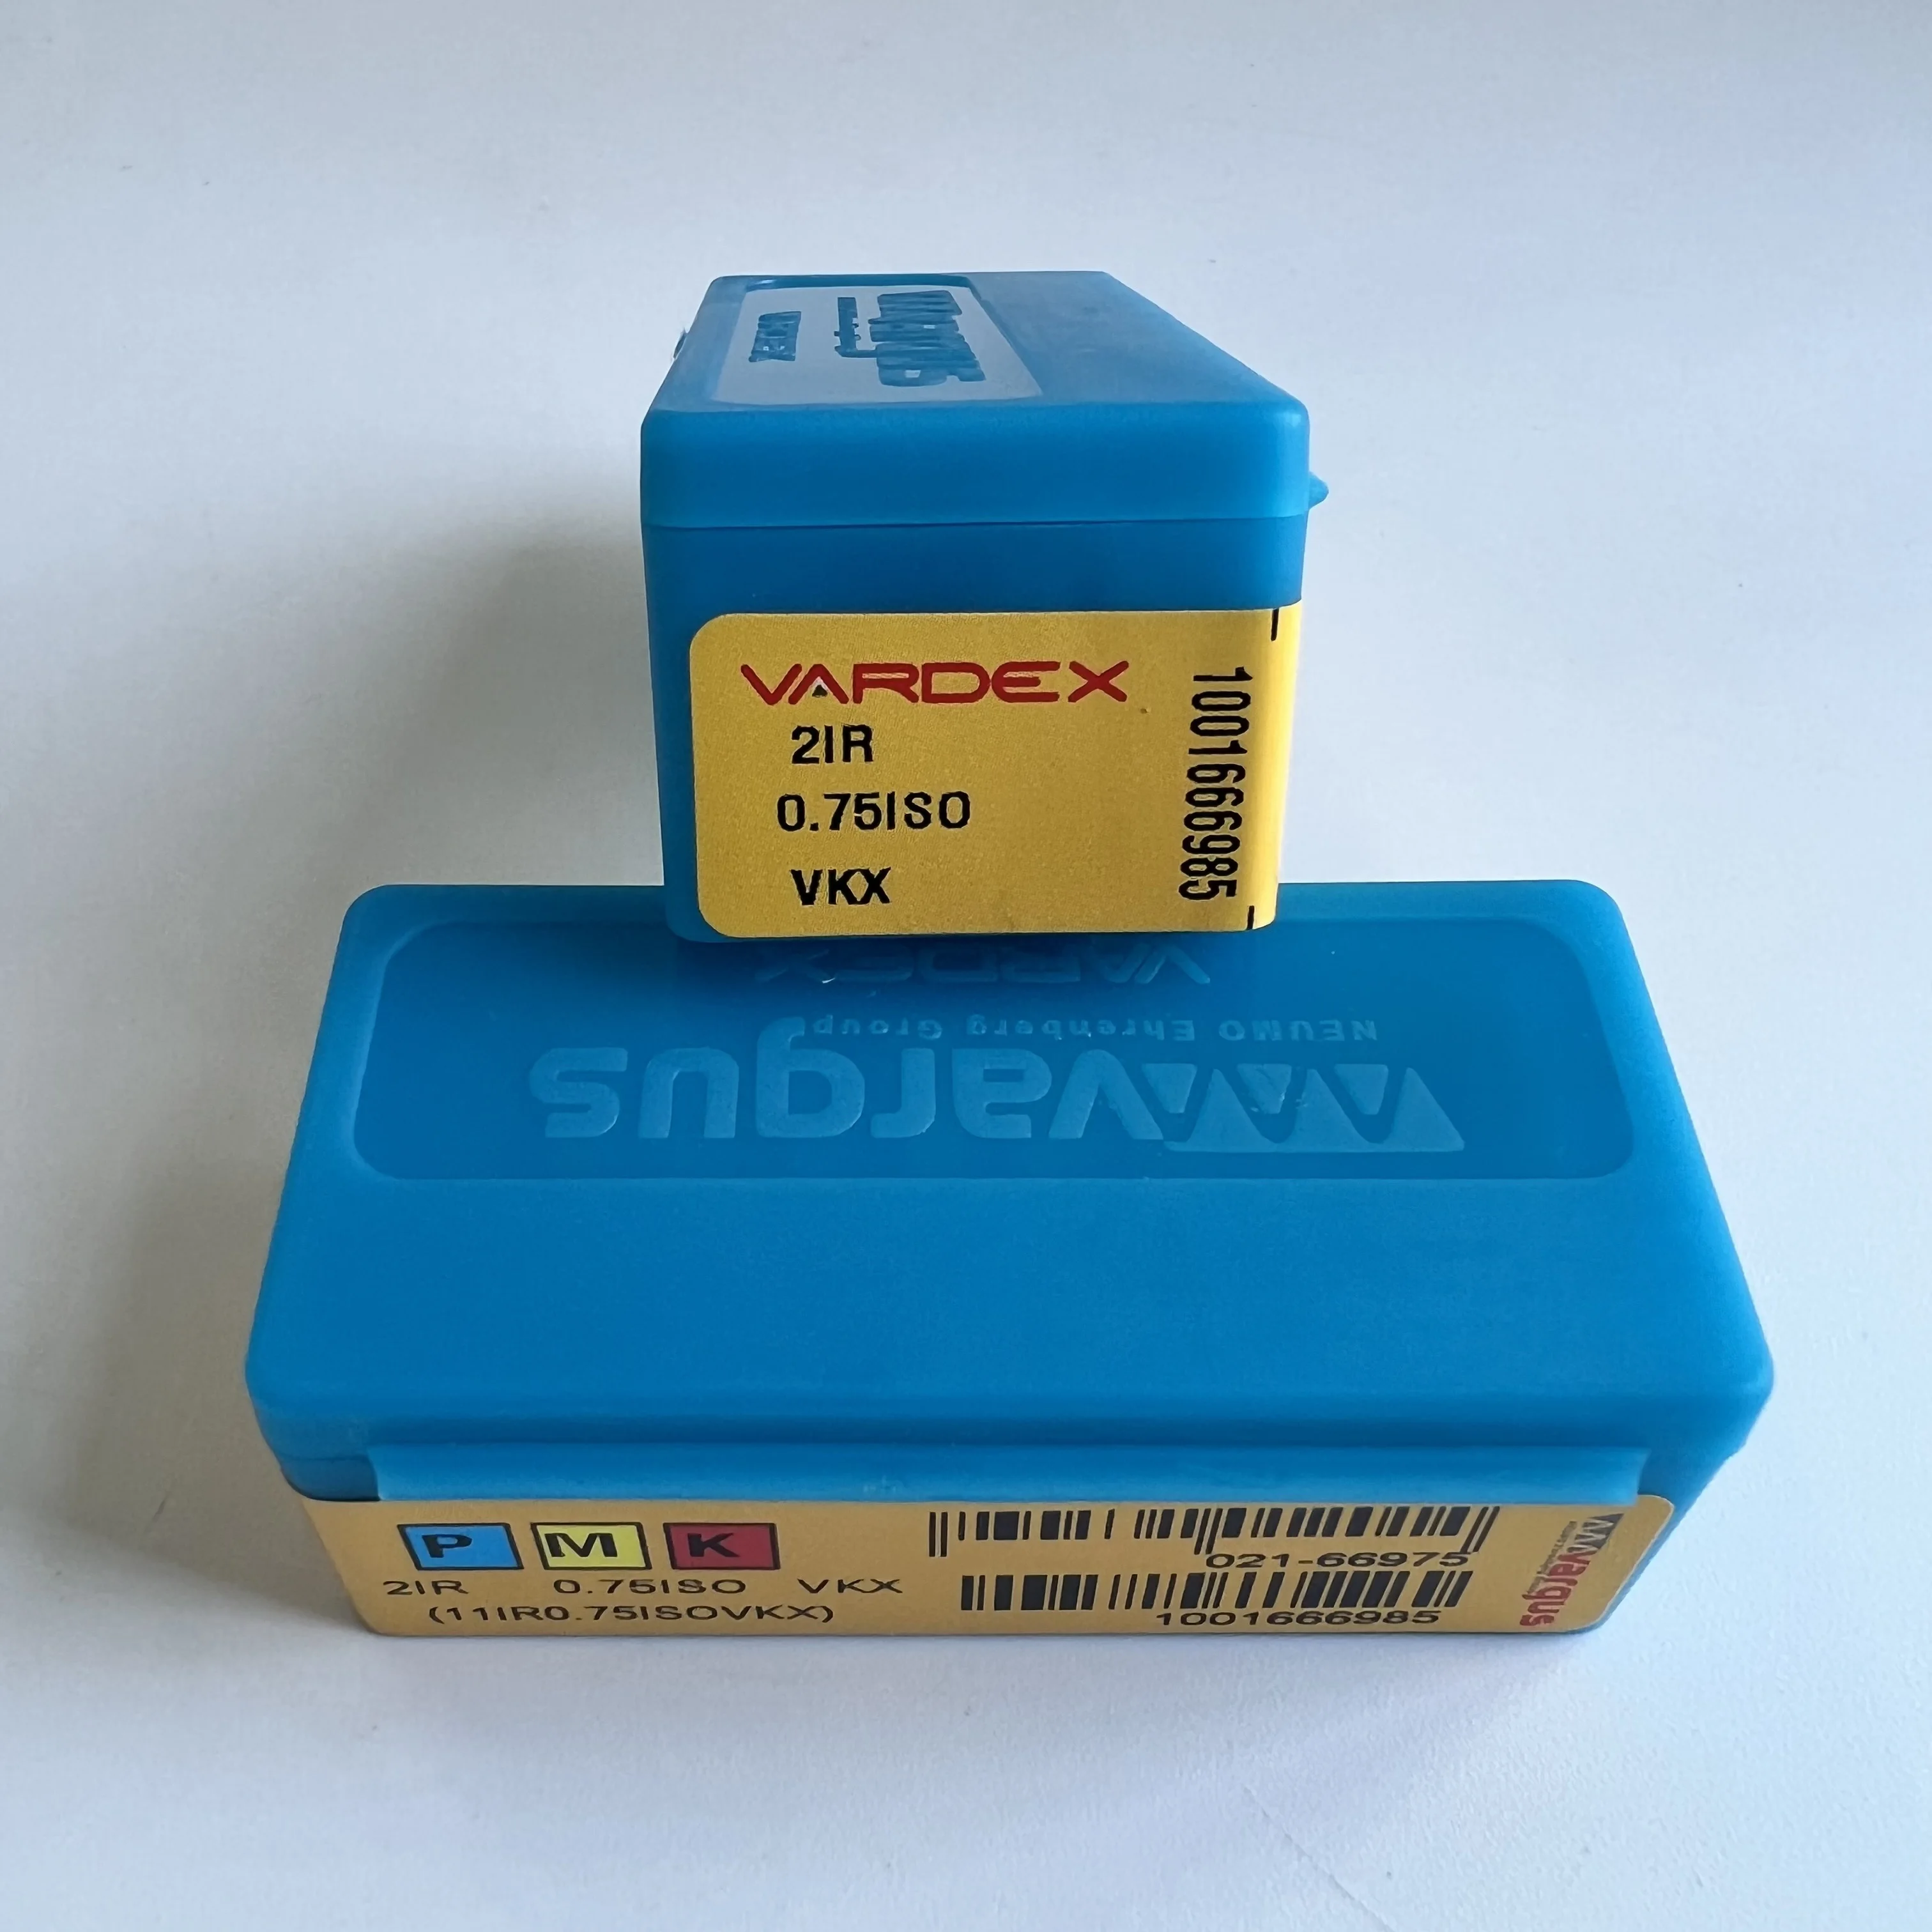 VARDEX
2IR
0.75ISO
VKX
1001666985
VARDEX
NEUMO Ehrenberg Group
vargus
P M K
2IR 0.75ISO VKX
(11IR0.75ISOVKX)
021-66975
1001666985
vargus